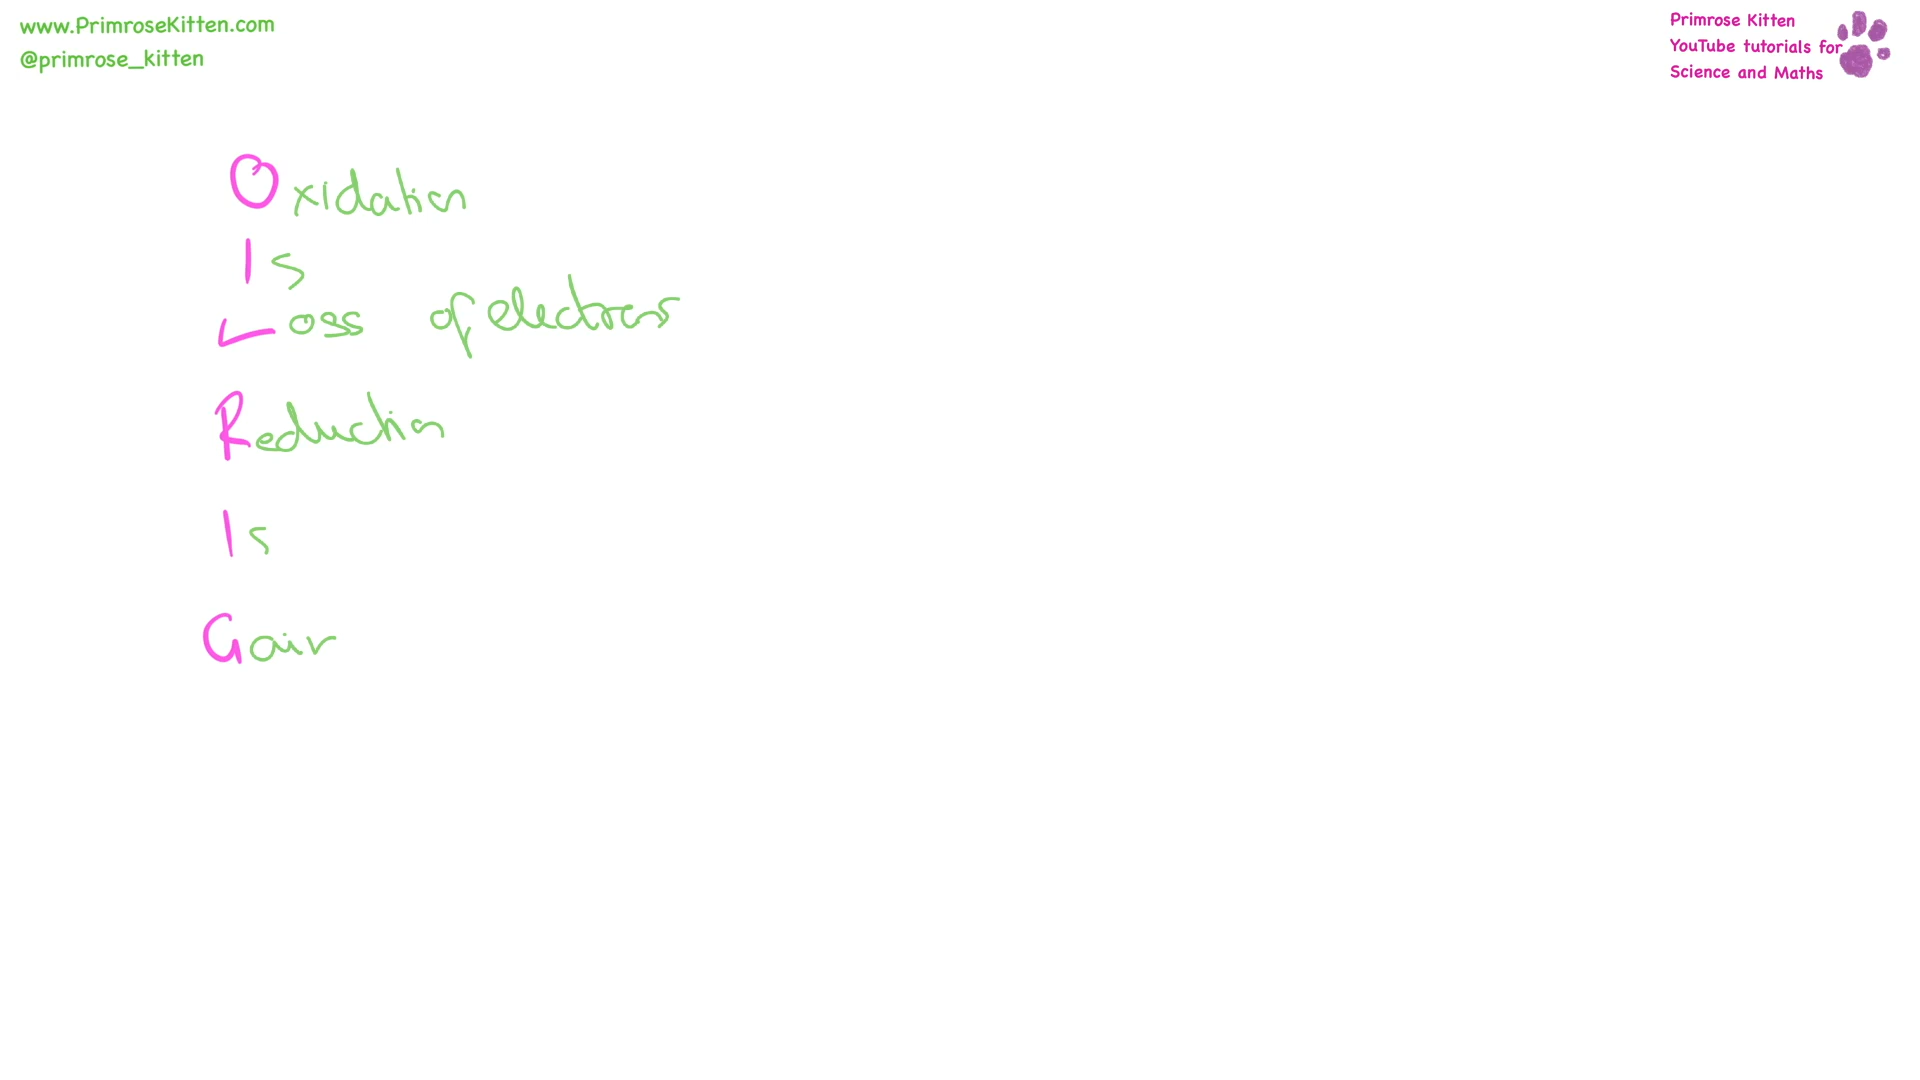 www.PrimroseKitten.com
@primrose_kitten
Primrose Kitten
YouTube tutorials for
Science and Maths
Oxidation
Is
Loss of electrons
Reduction
Is
Gain